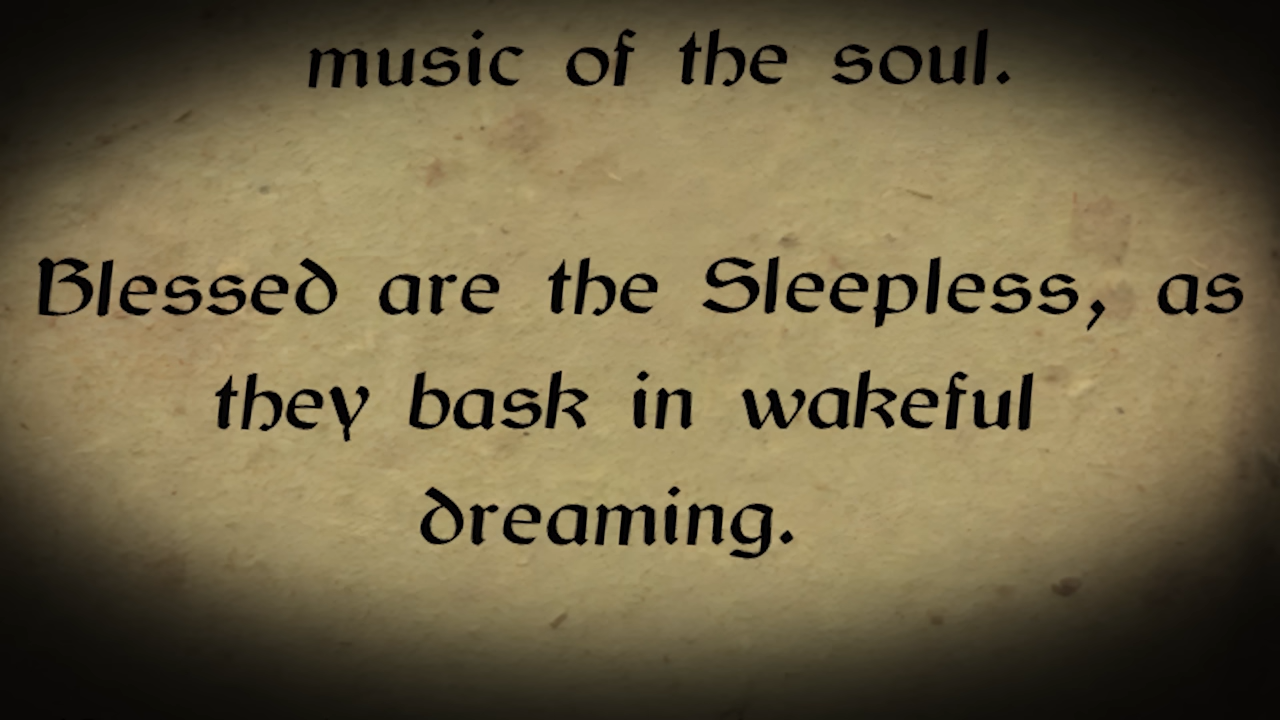 music of the soul.
Blessed are the Sleepless, as
they bask in wakeful
dreaming.